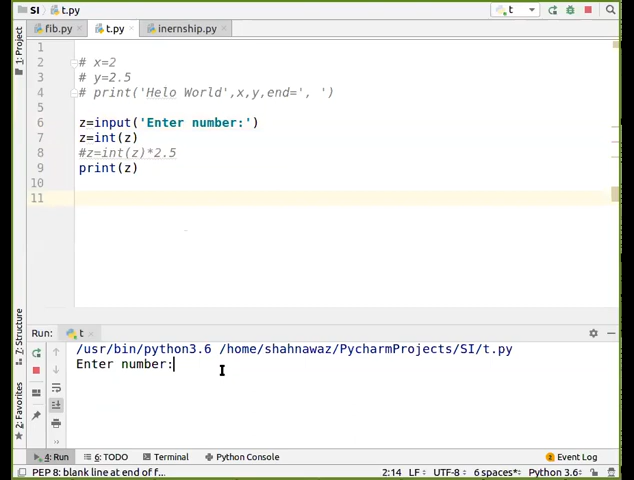 SI t.py t
fib.py t.py inernship.py
1: Project
1
2 # x=2
3 # y=2.5
4 # print('Helo World',x,y,end=', ')
5
6 z=input('Enter number:')
7 z=int(z)
8 #z=int(z)*2.5
9 print(z)
10
11
Z: Structure
2: Favorites
Run: t
/usr/bin/python3.6 /home/shahnawaz/PycharmProjects/SI/t.py
Enter number:
4: Run 6: TODO Terminal Python Console 2 Event Log
PEP 8: blank line at end of f... 2:14 LF UTF-8 6 spaces* Python 3.6